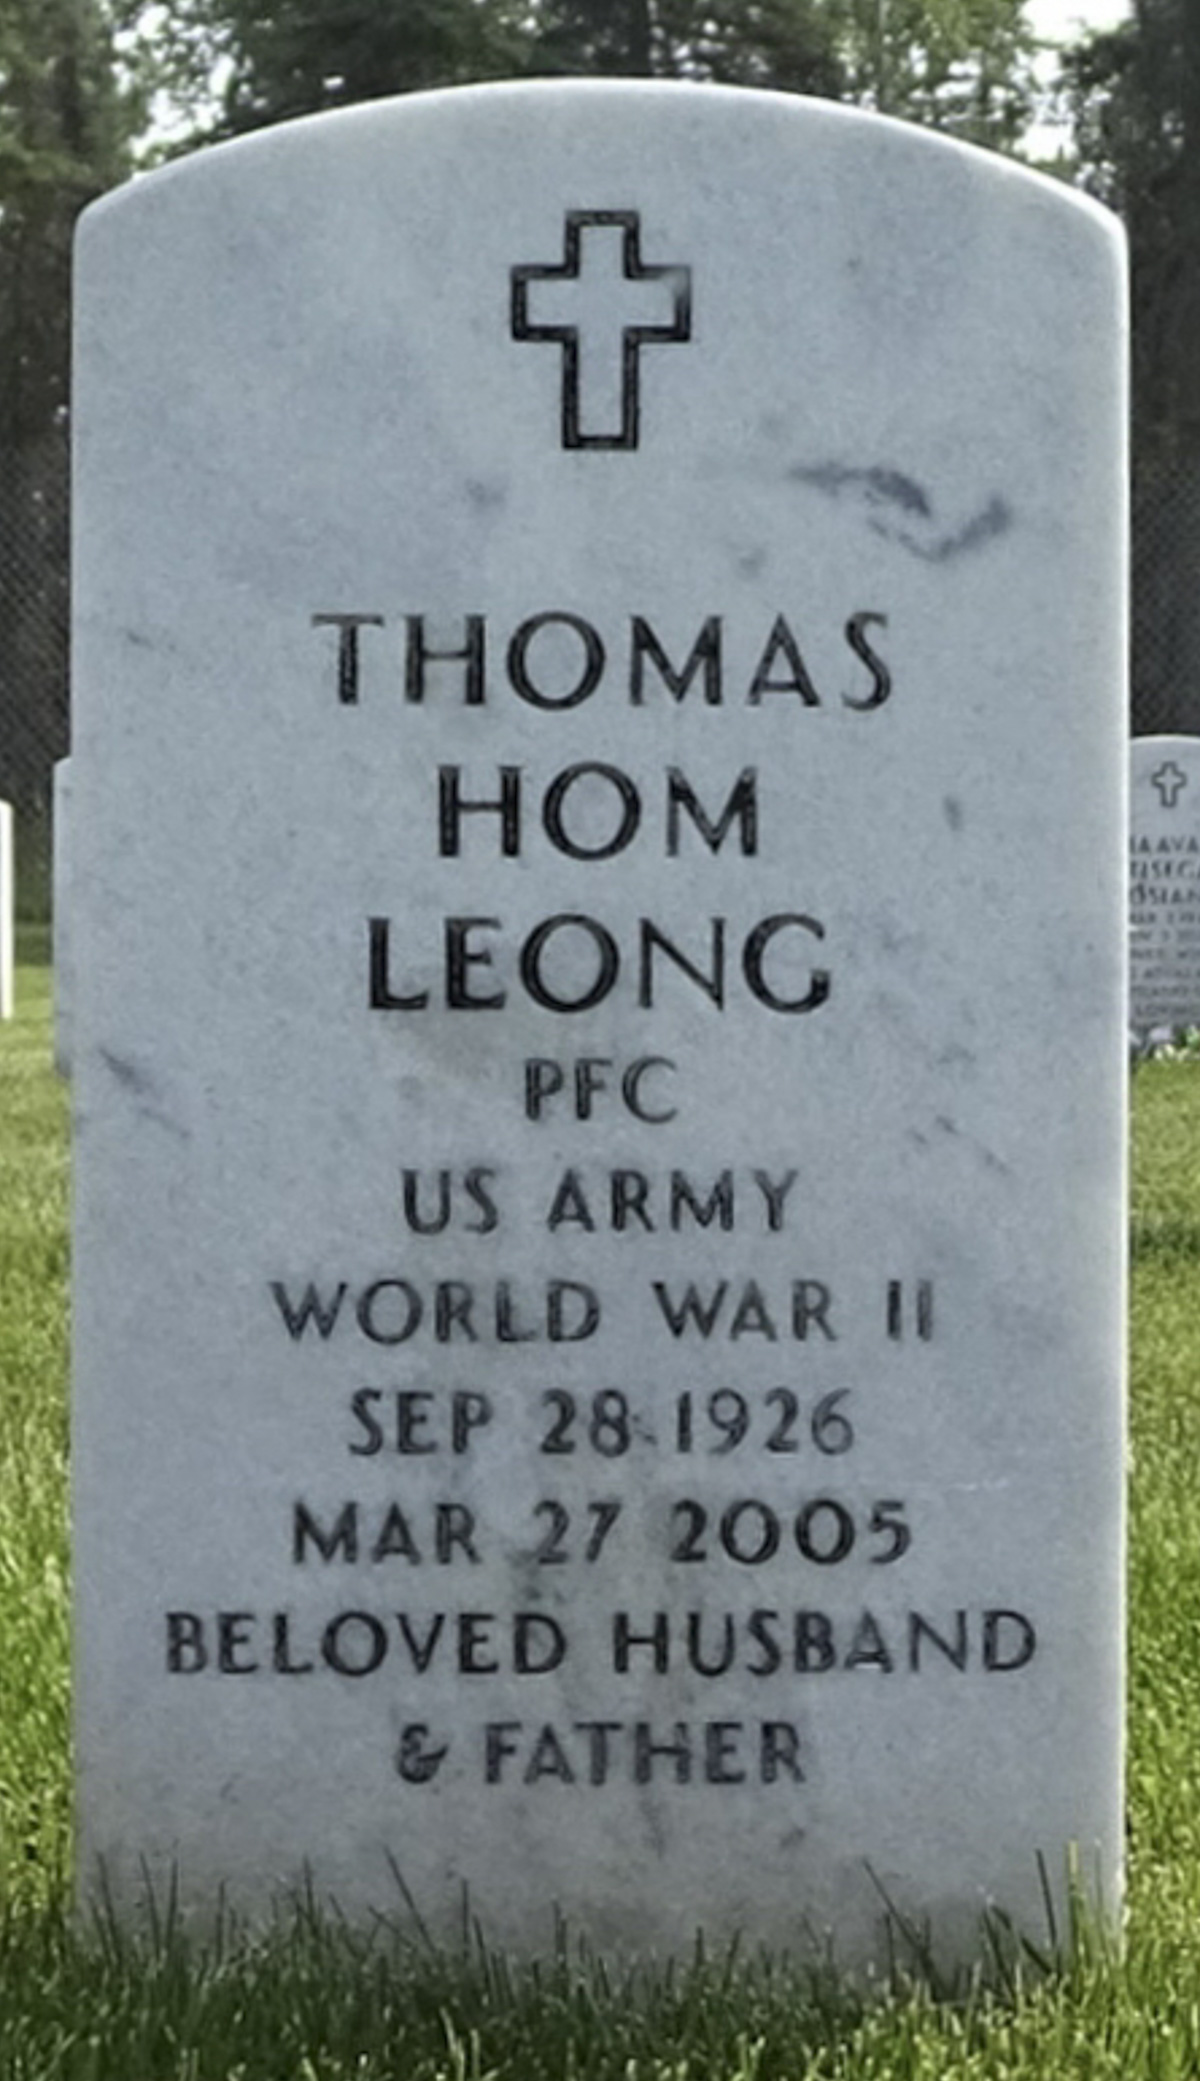 THOMAS
HOM
LEONG
PFC
US ARMY
WORLD WAR II
SEP 28 1926
MAR 27 2005
BELOVED HUSBAND
& FATHER